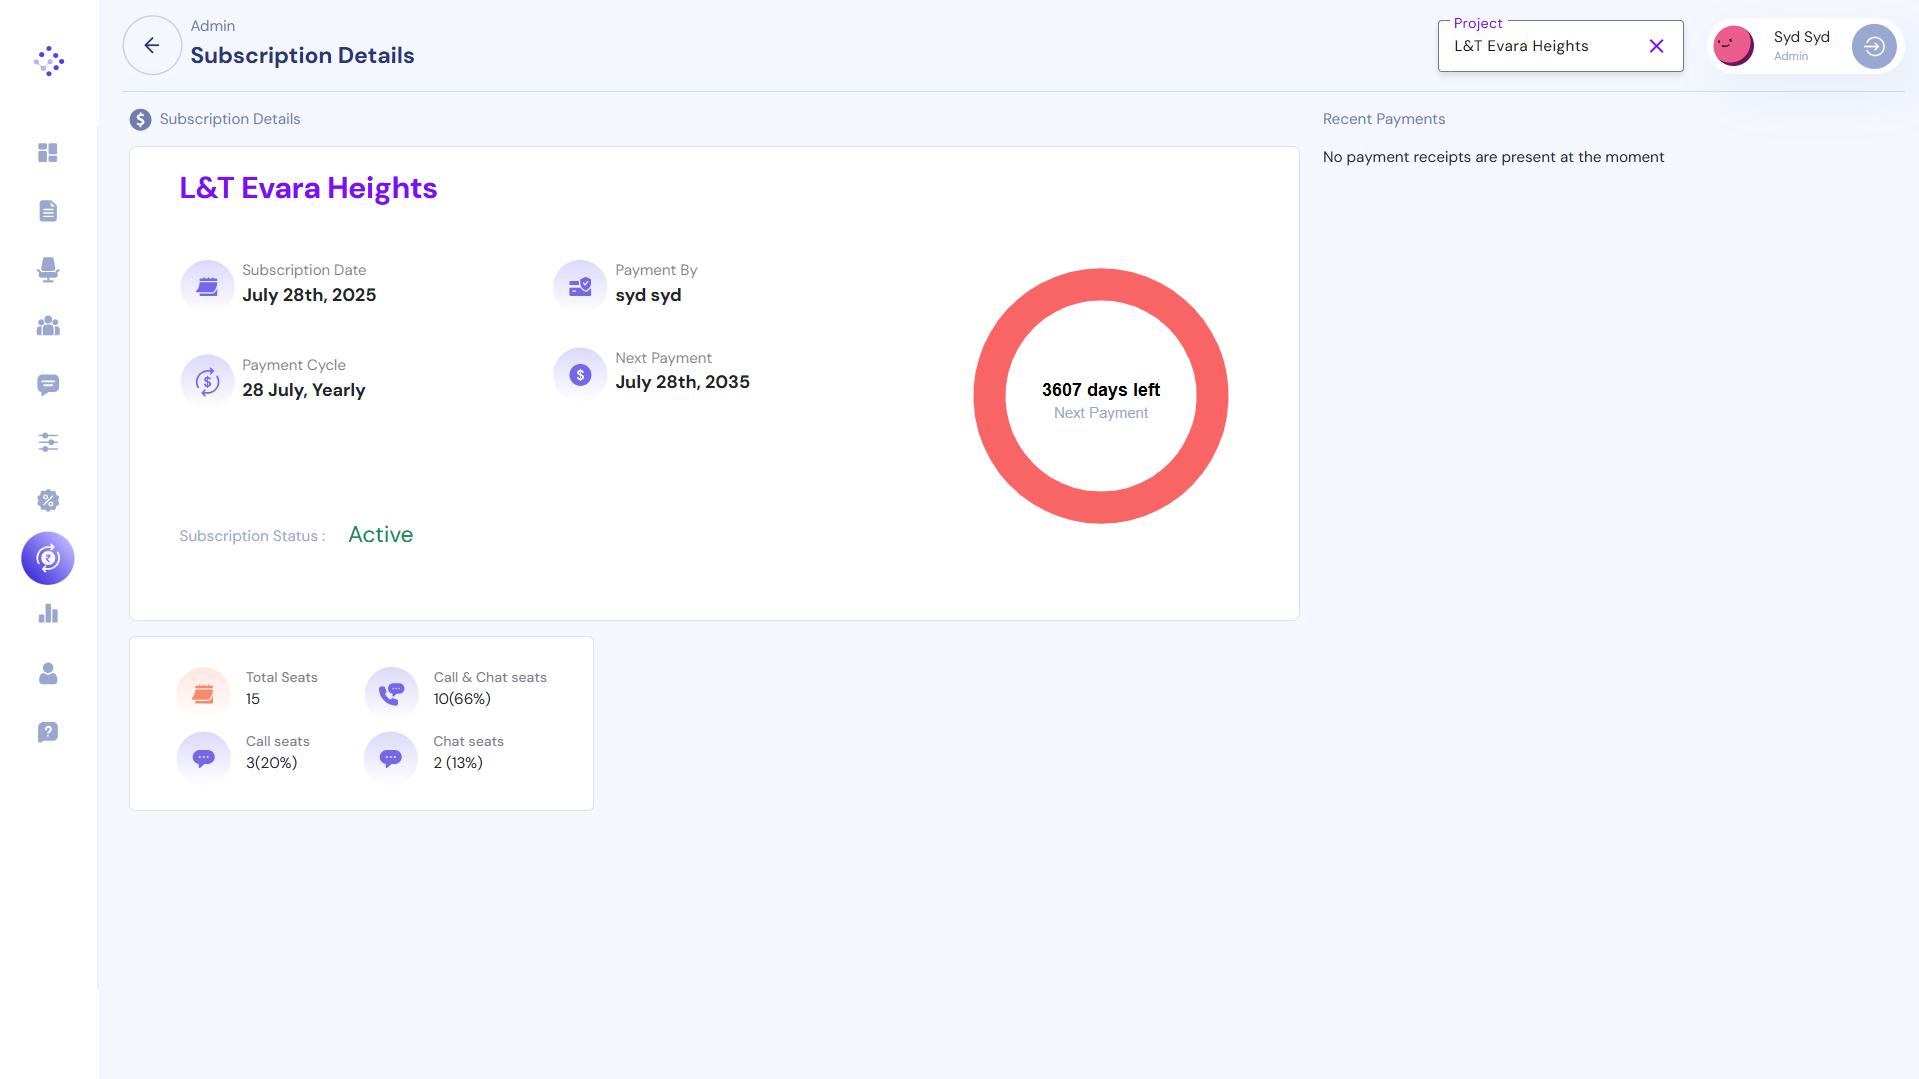 Admin
Subscription Details
Project
L&T Evara Heights
Syd Syd
Admin
Subscription Details
Recent Payments
No payment receipts are present at the moment
L&T Evara Heights
Subscription Date
July 28th, 2025
Payment By
syd syd
Payment Cycle
28 July, Yearly
Next Payment
July 28th, 2035
3607 days left
Next Payment
Subscription Status :
Active
Total Seats
15
Call & Chat seats
10(66%)
Call seats
3(20%)
Chat seats
2 (13%)